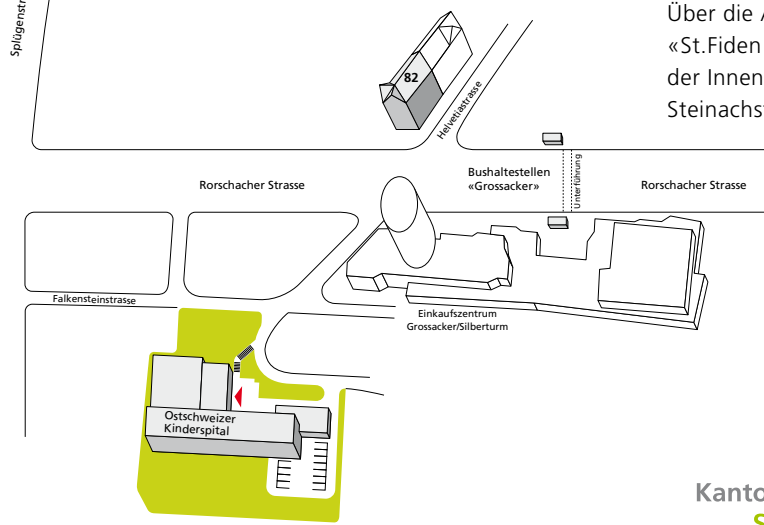 Splügenstr
Über die A
«St.Fiden
der Innen
Steinachst
82
Helvetiastrasse
Bushaltestellen
«Grossacker»
Unterführung
Rorschacher Strasse
Rorschacher Strasse
Falkensteinstrasse
Einkaufszentrum
Grossacker/Silberturm
Ostschweizer
Kinderspital
Kanto
S